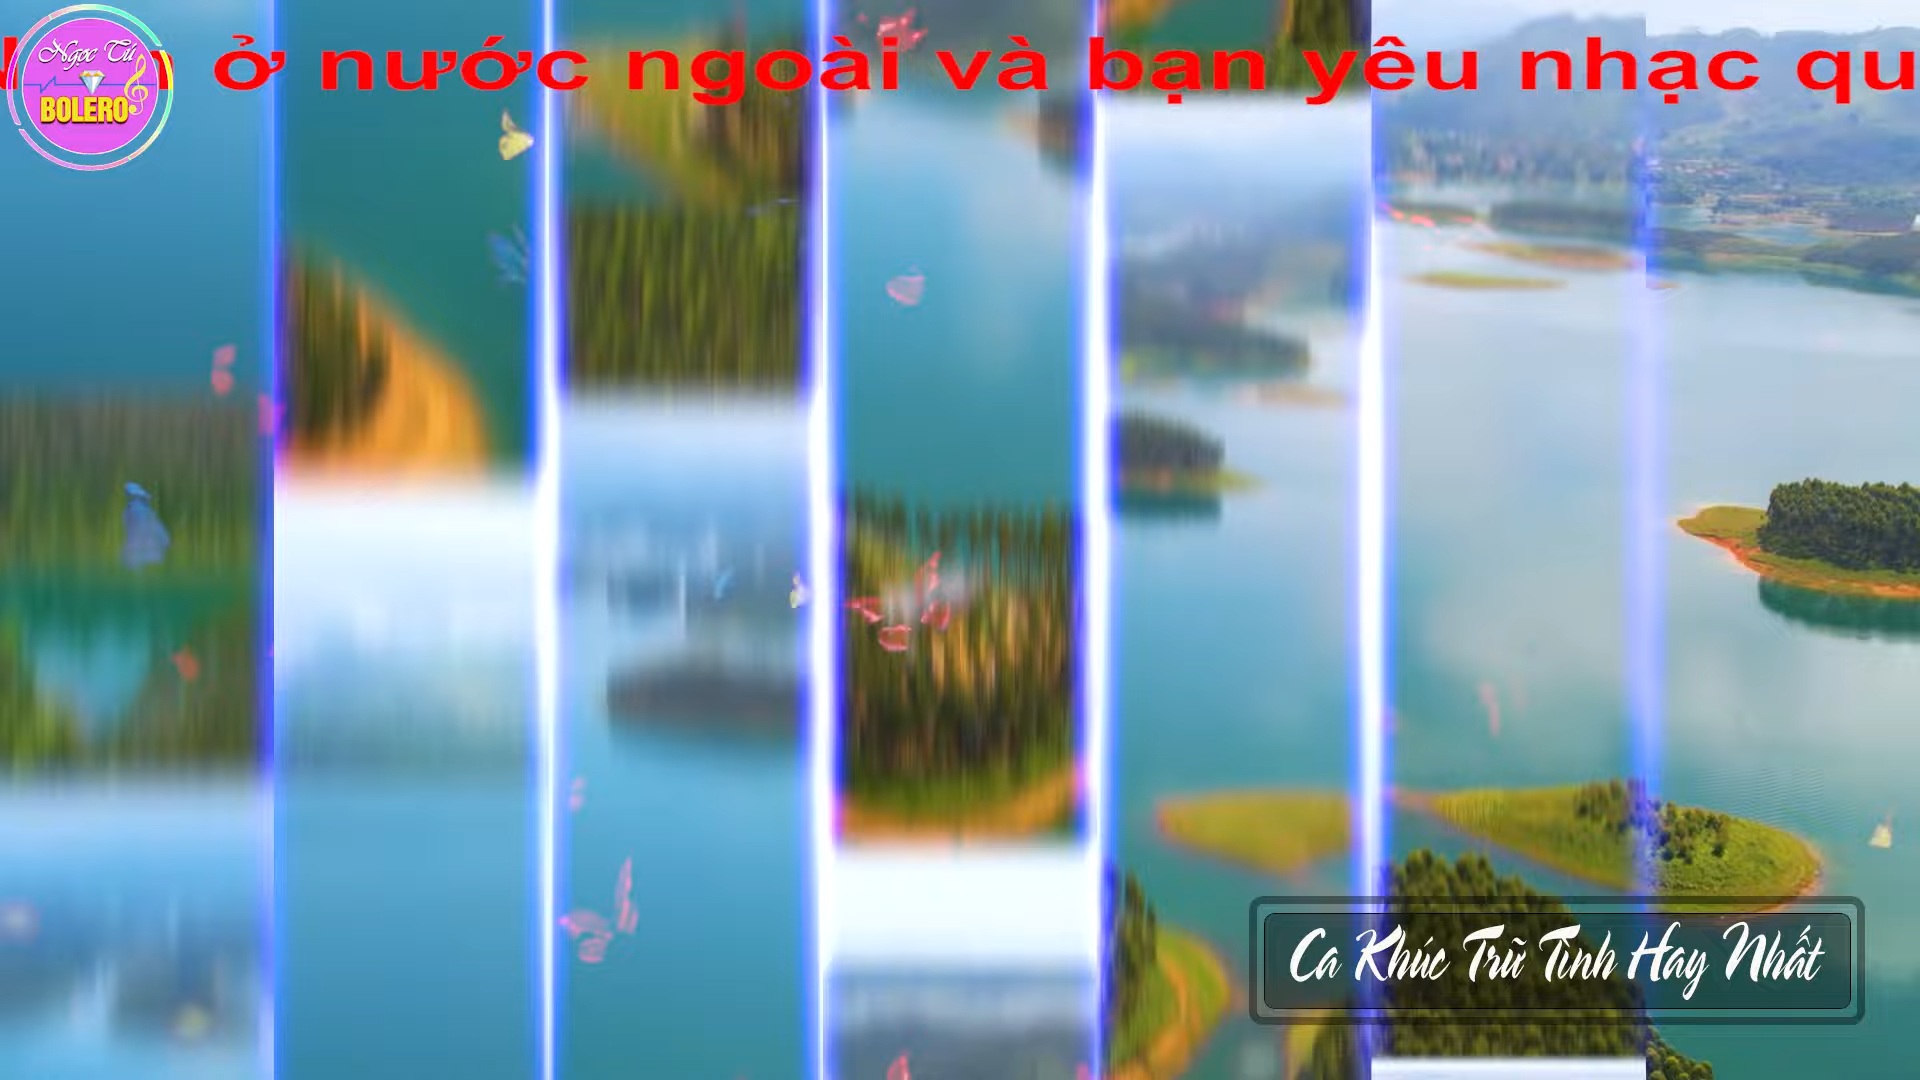 ở nước ngoài và bạn yêu nhạc qu
Ngọc Tú
BOLERO
Ca Khúc Trữ Tình Hay Nhất